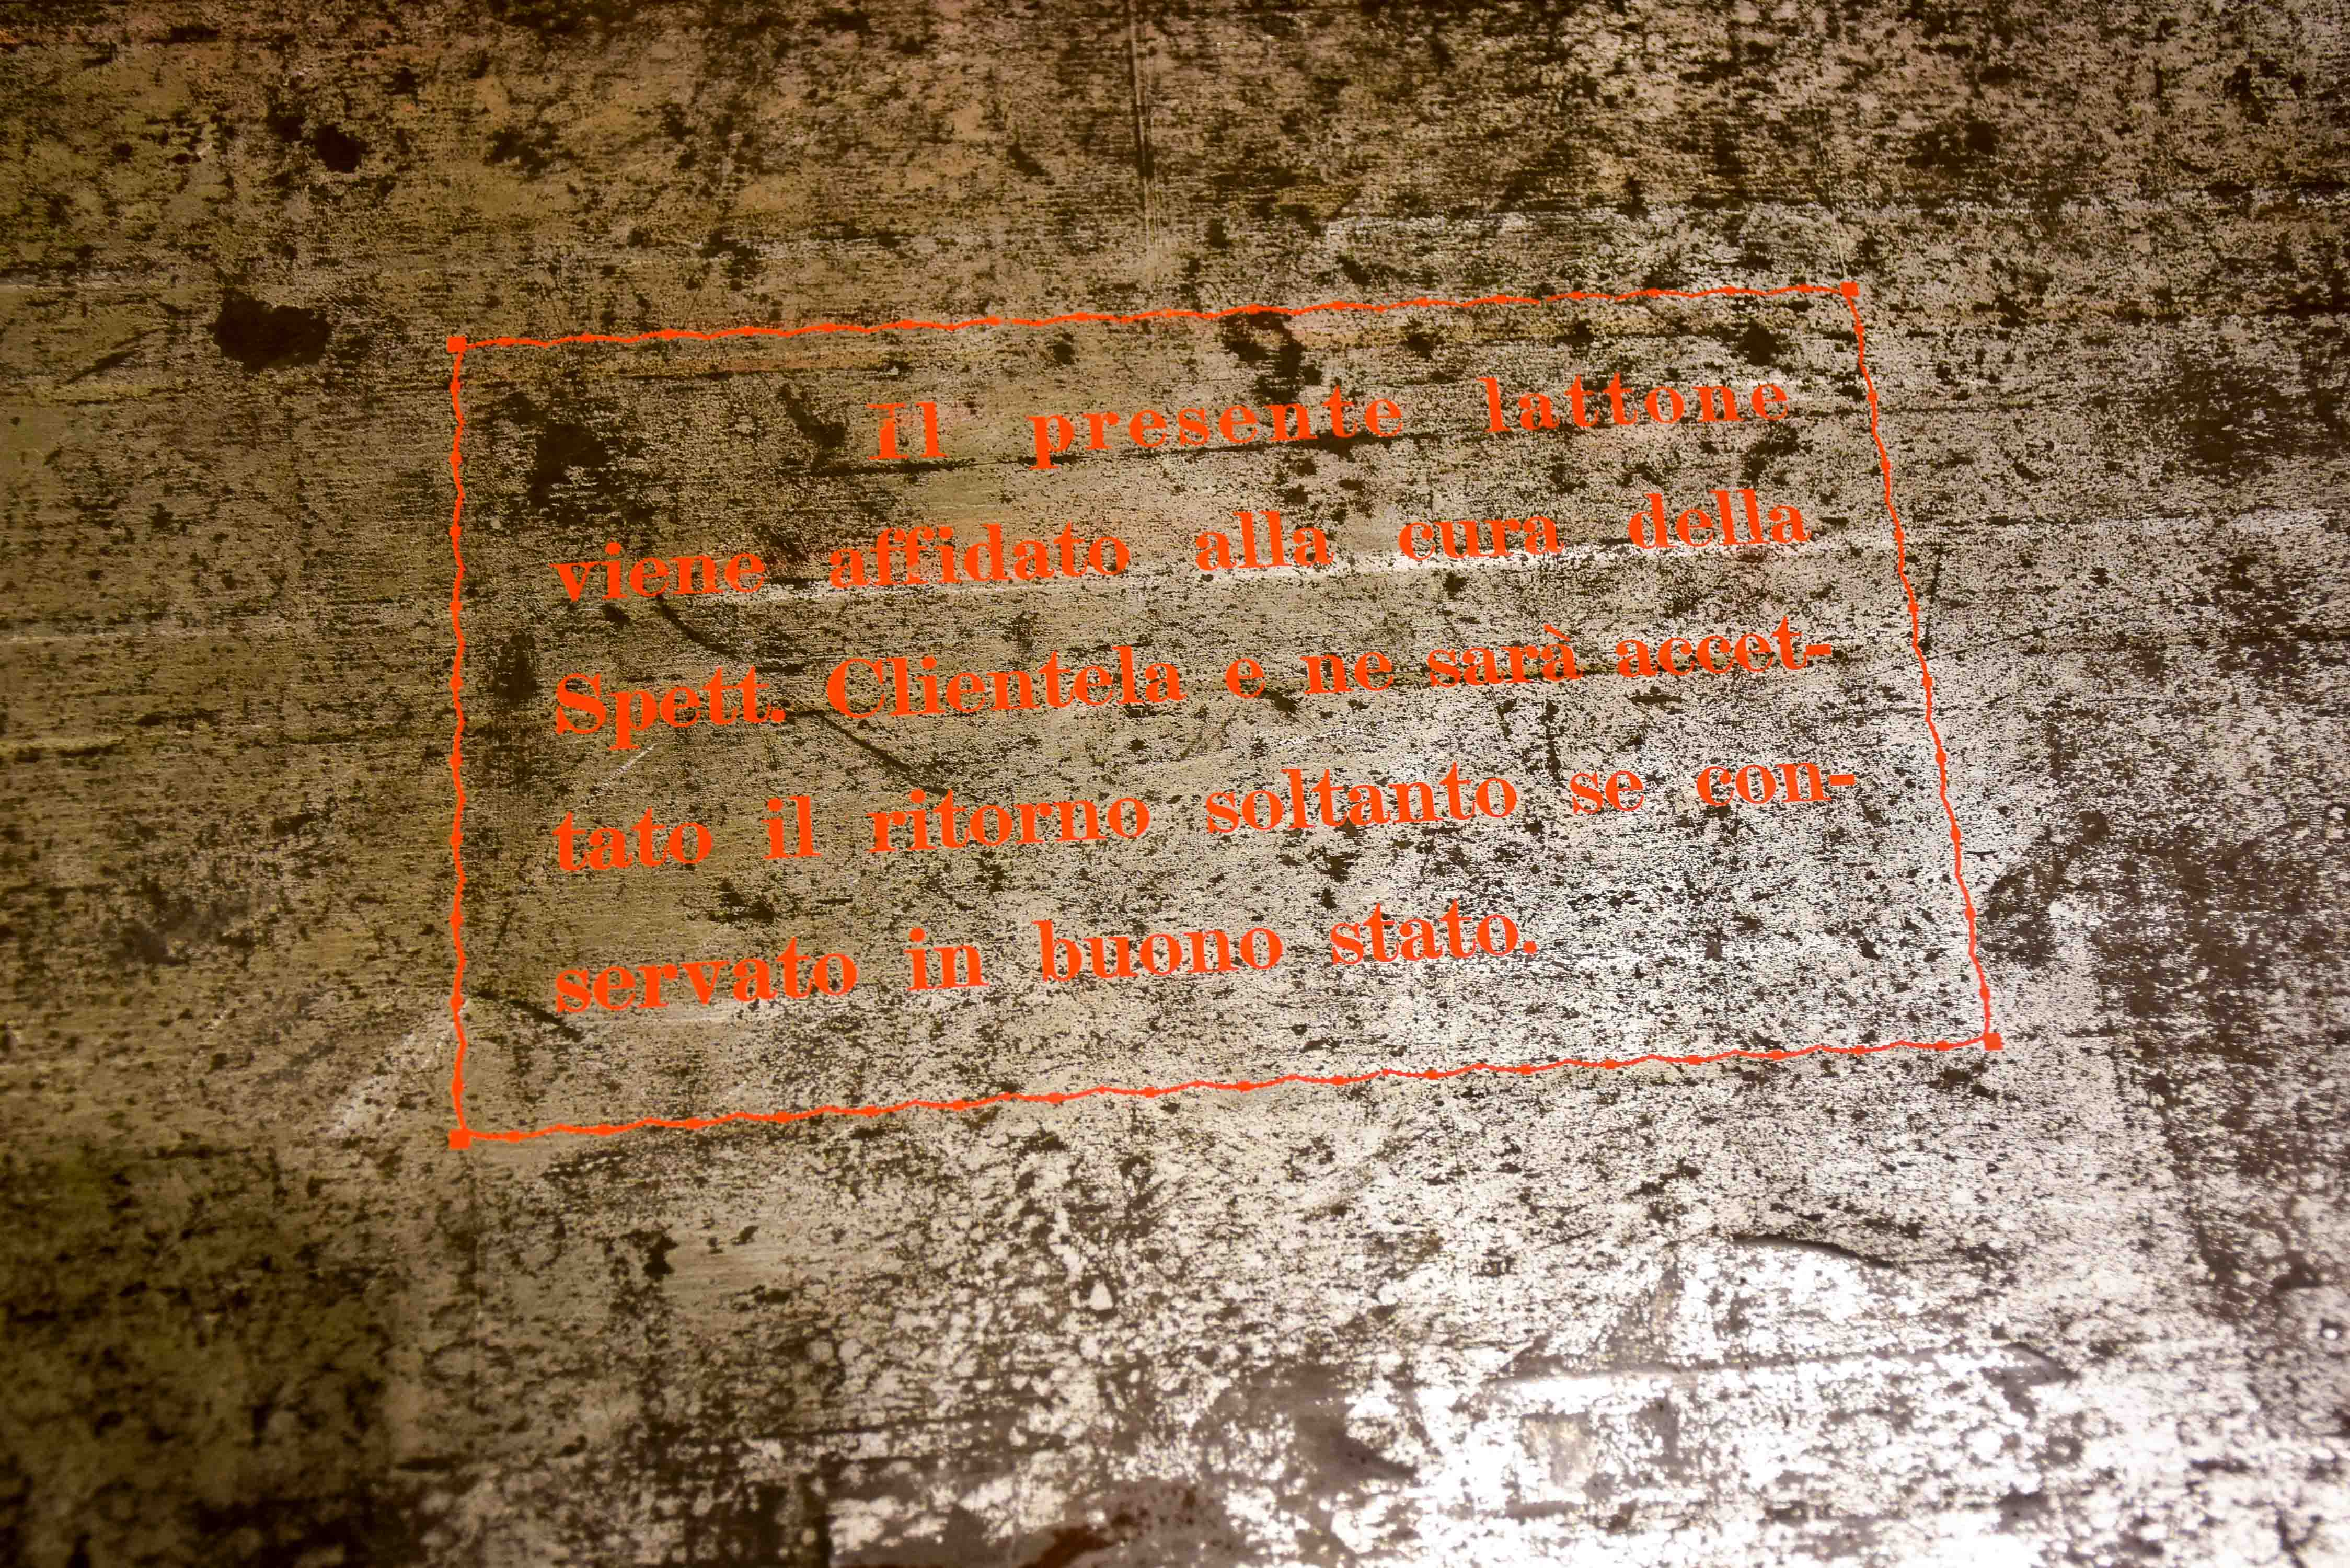 Il presente lattone
viene affidato alla cura della
Spett. Clientela e ne sarà accet-
tato il ritorno soltanto se con-
servato in buono stato.